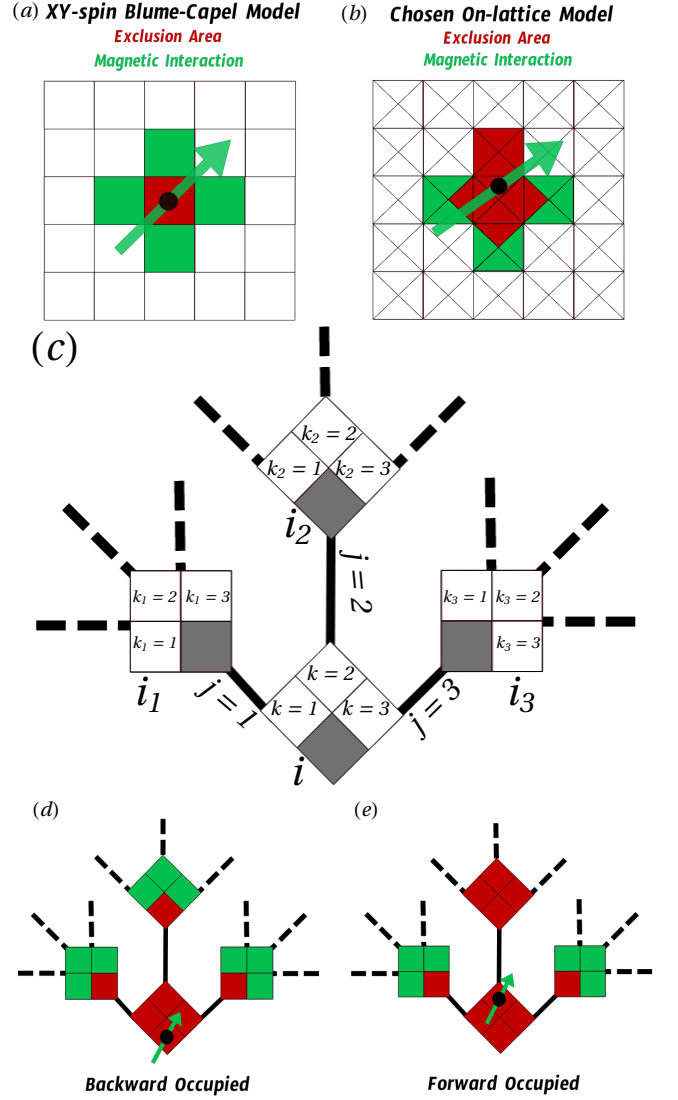 (a) XY-spin Blume-Capel Model
Exclusion Area
Magnetic Interaction
(b) Chosen On-lattice Model
Exclusion Area
Magnetic Interaction
(c)
k₂ = 2
k₂ = 1 k₂ = 3
i₂
j = 2
k₁ = 2 k₁ = 3
k₁ = 1
i₁
j = 1
k₃ = 1 k₃ = 2
k₃ = 3
i₃
j = 3
k = 2
k = 1 k = 3
i
(d)
Backward Occupied
(e)
Forward Occupied